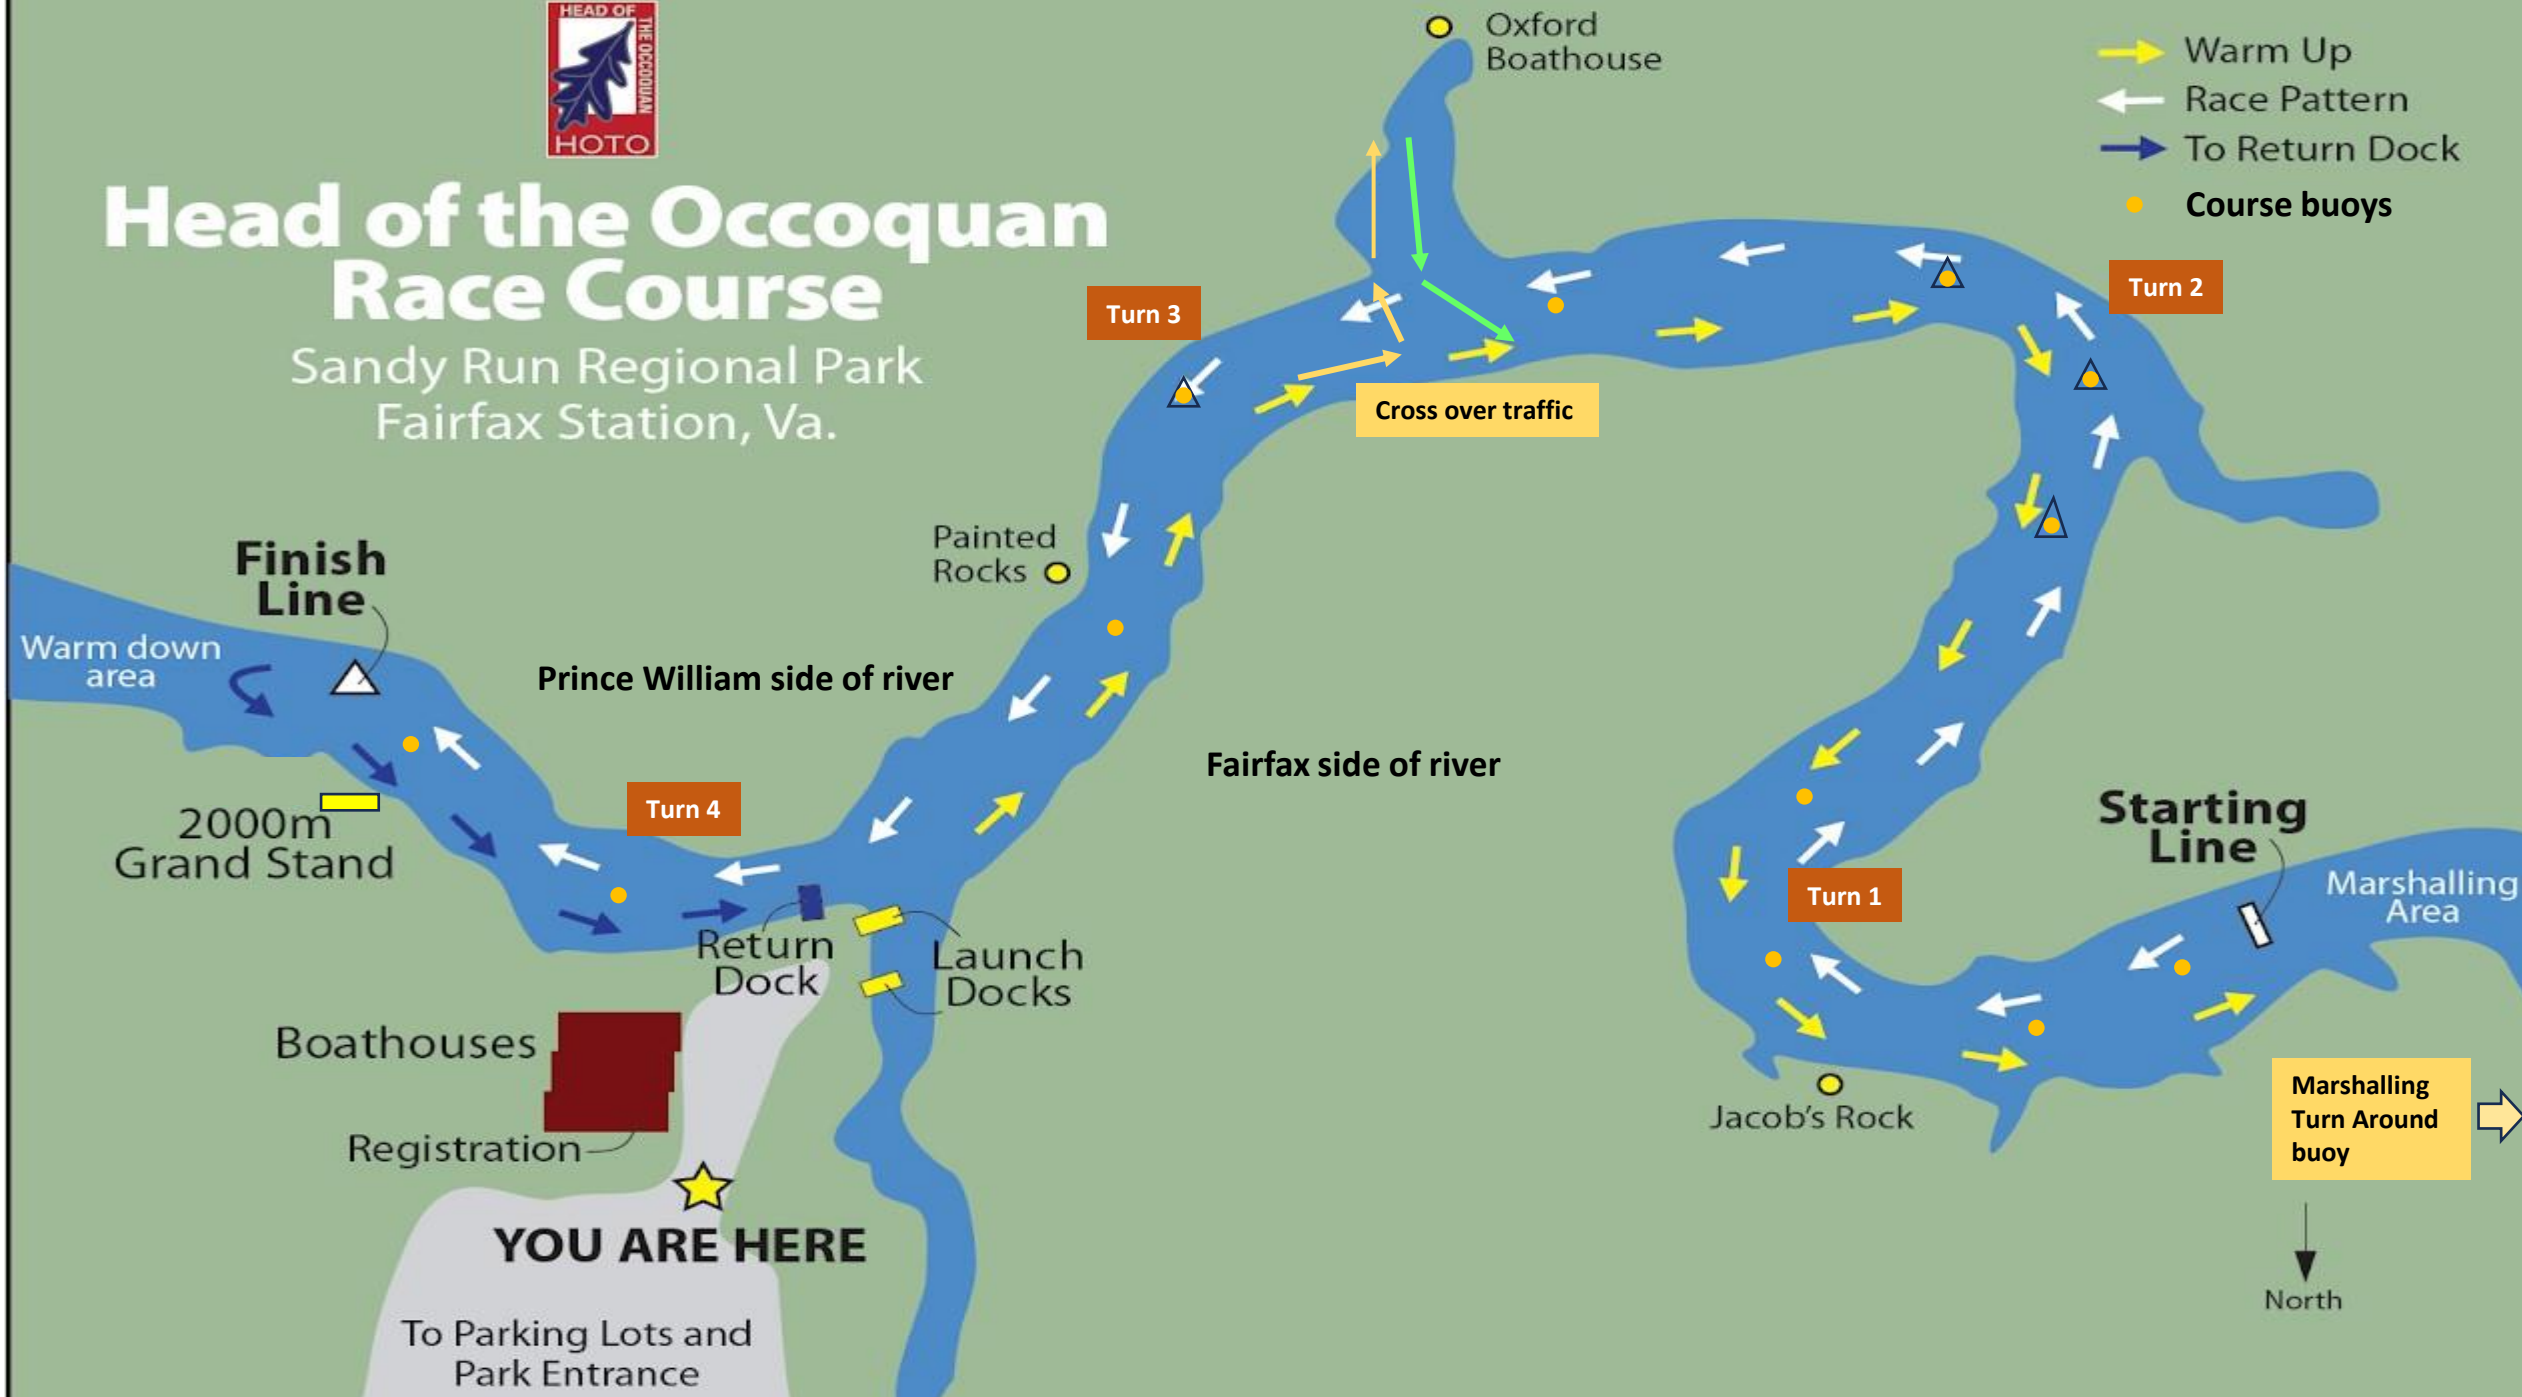 HEAD OF
THE OCCOQUAN
HOTO
Head of the Occoquan
Race Course
Sandy Run Regional Park
Fairfax Station, Va.
Oxford
Boathouse
Warm Up
Race Pattern
To Return Dock
Course buoys
Turn 2
Turn 3
Cross over traffic
Painted
Rocks
Finish
Line
Warm down
area
Prince William side of river
Fairfax side of river
2000m
Grand Stand
Turn 4
Starting
Line
Marshalling
Area
Turn 1
Return
Dock
Launch
Docks
Boathouses
Registration
Jacob's Rock
Marshalling
Turn Around
buoy
YOU ARE HERE
North
To Parking Lots and
Park Entrance